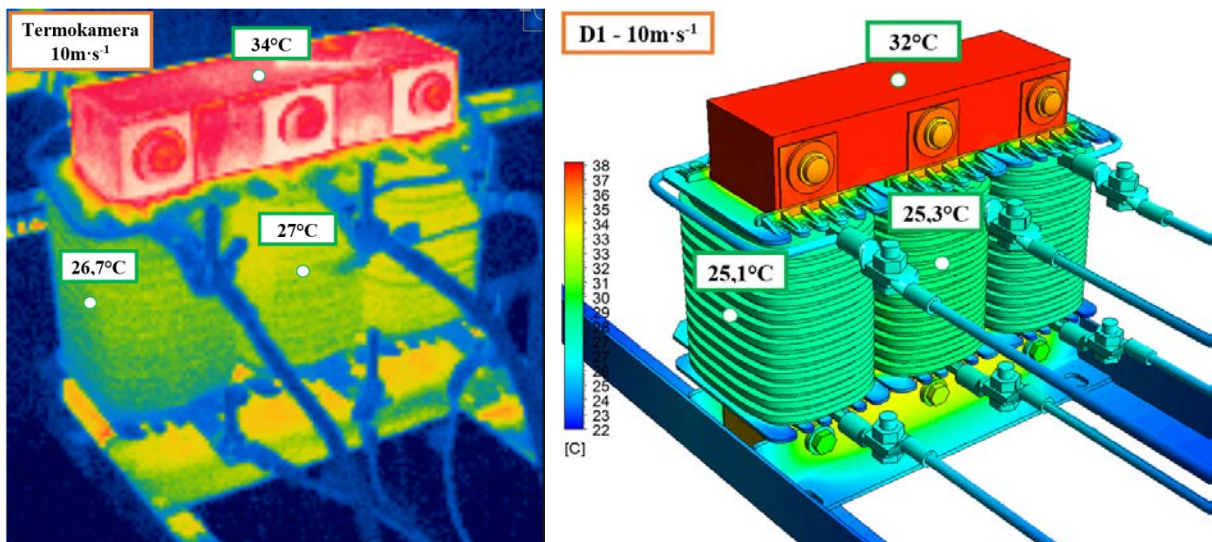 Termokamera
10m·s⁻¹
34°C
27°C
26,7°C
D1 - 10m·s⁻¹
32°C
25,3°C
25,1°C
38
37
36
35
34
33
32
31
30
29
28
27
26
25
24
23
22
[C]